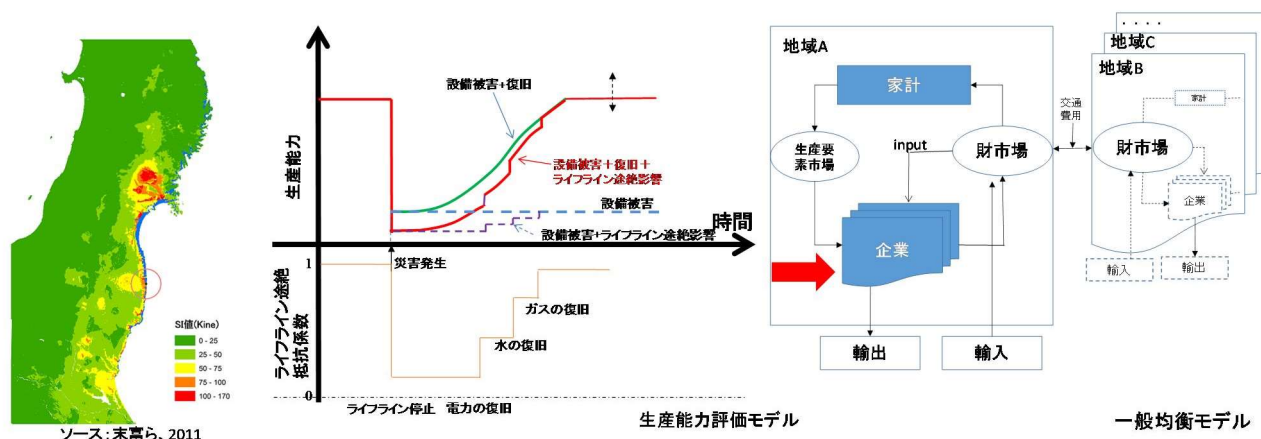 SI値(Kine)
0 - 25
25 - 50
50 - 75
75 - 100
100 - 170
ソース：末富ら, 2011
生産能力
設備被害+復旧
設備被害＋復旧＋
ライフライン途絶影響
設備被害
時間
設備被害+ライフライン途絶影響
1
災害発生
ライフライン途絶
抵抗係数
ガスの復旧
水の復旧
0
ライフライン停止
電力の復旧
生産能力評価モデル
地域A
家計
生産要
素市場
input
財市場
企業
輸出
輸入
交通
費用
・・・・
地域C
地域B
家計
財市場
企業
輸入
輸出
一般均衡モデル